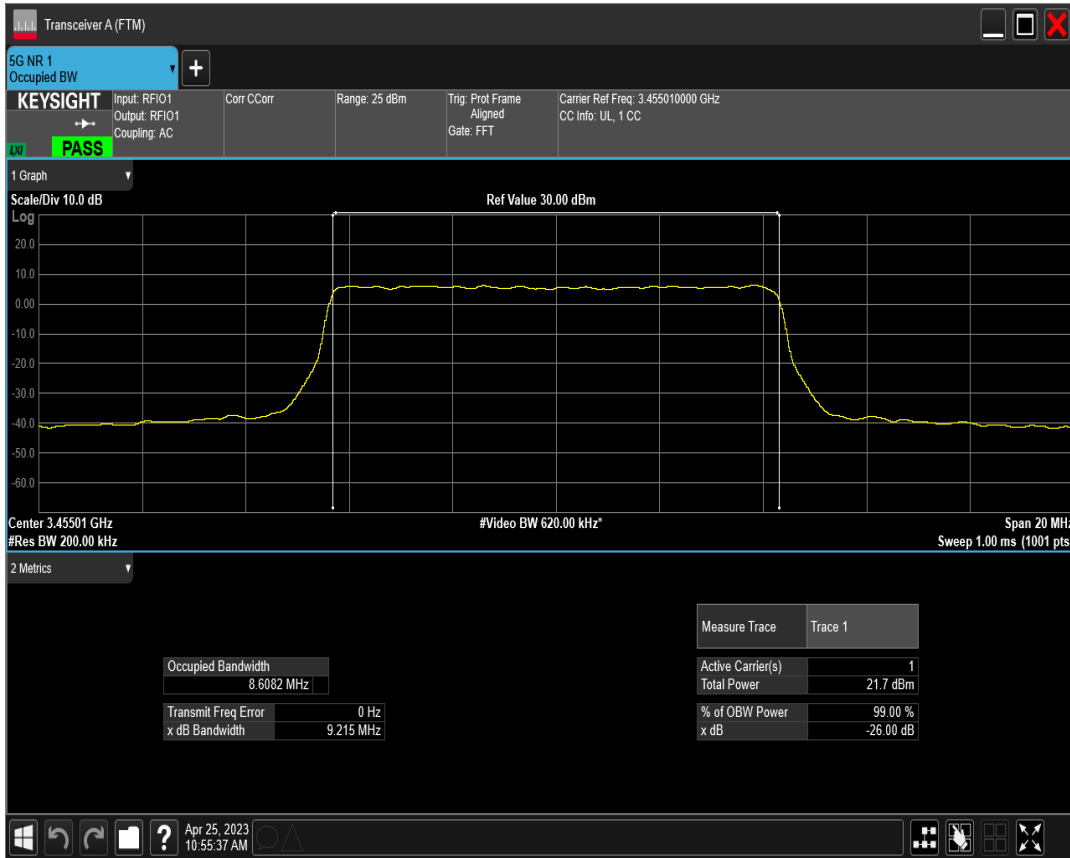 Transceiver A (FTM)
5G NR 1
Occupied BW
+
KEYSIGHT
LXI
PASS
Input: RFIO1
Output: RFIO1
Coupling: AC
Corr CCorr
Range: 25 dBm
Trig: Prot Frame
Aligned
Gate: FFT
Carrier Ref Freq: 3.455010000 GHz
CC Info: UL, 1 CC
1 Graph
Scale/Div 10.0 dB
Ref Value 30.00 dBm
Log
20.0
10.0
0.00
-10.0
-20.0
-30.0
-40.0
-50.0
-60.0
Center 3.45501 GHz
#Video BW 620.00 kHz*
Span 20 MHz
#Res BW 200.00 kHz
Sweep 1.00 ms (1001 pts
2 Metrics
Measure Trace Trace 1
Occupied Bandwidth
8.6082 MHz
Active Carrier(s) 1
Total Power 21.7 dBm
Transmit Freq Error 0 Hz
x dB Bandwidth 9.215 MHz
% of OBW Power 99.00 %
x dB -26.00 dB
?
Apr 25, 2023
10:55:37 AM